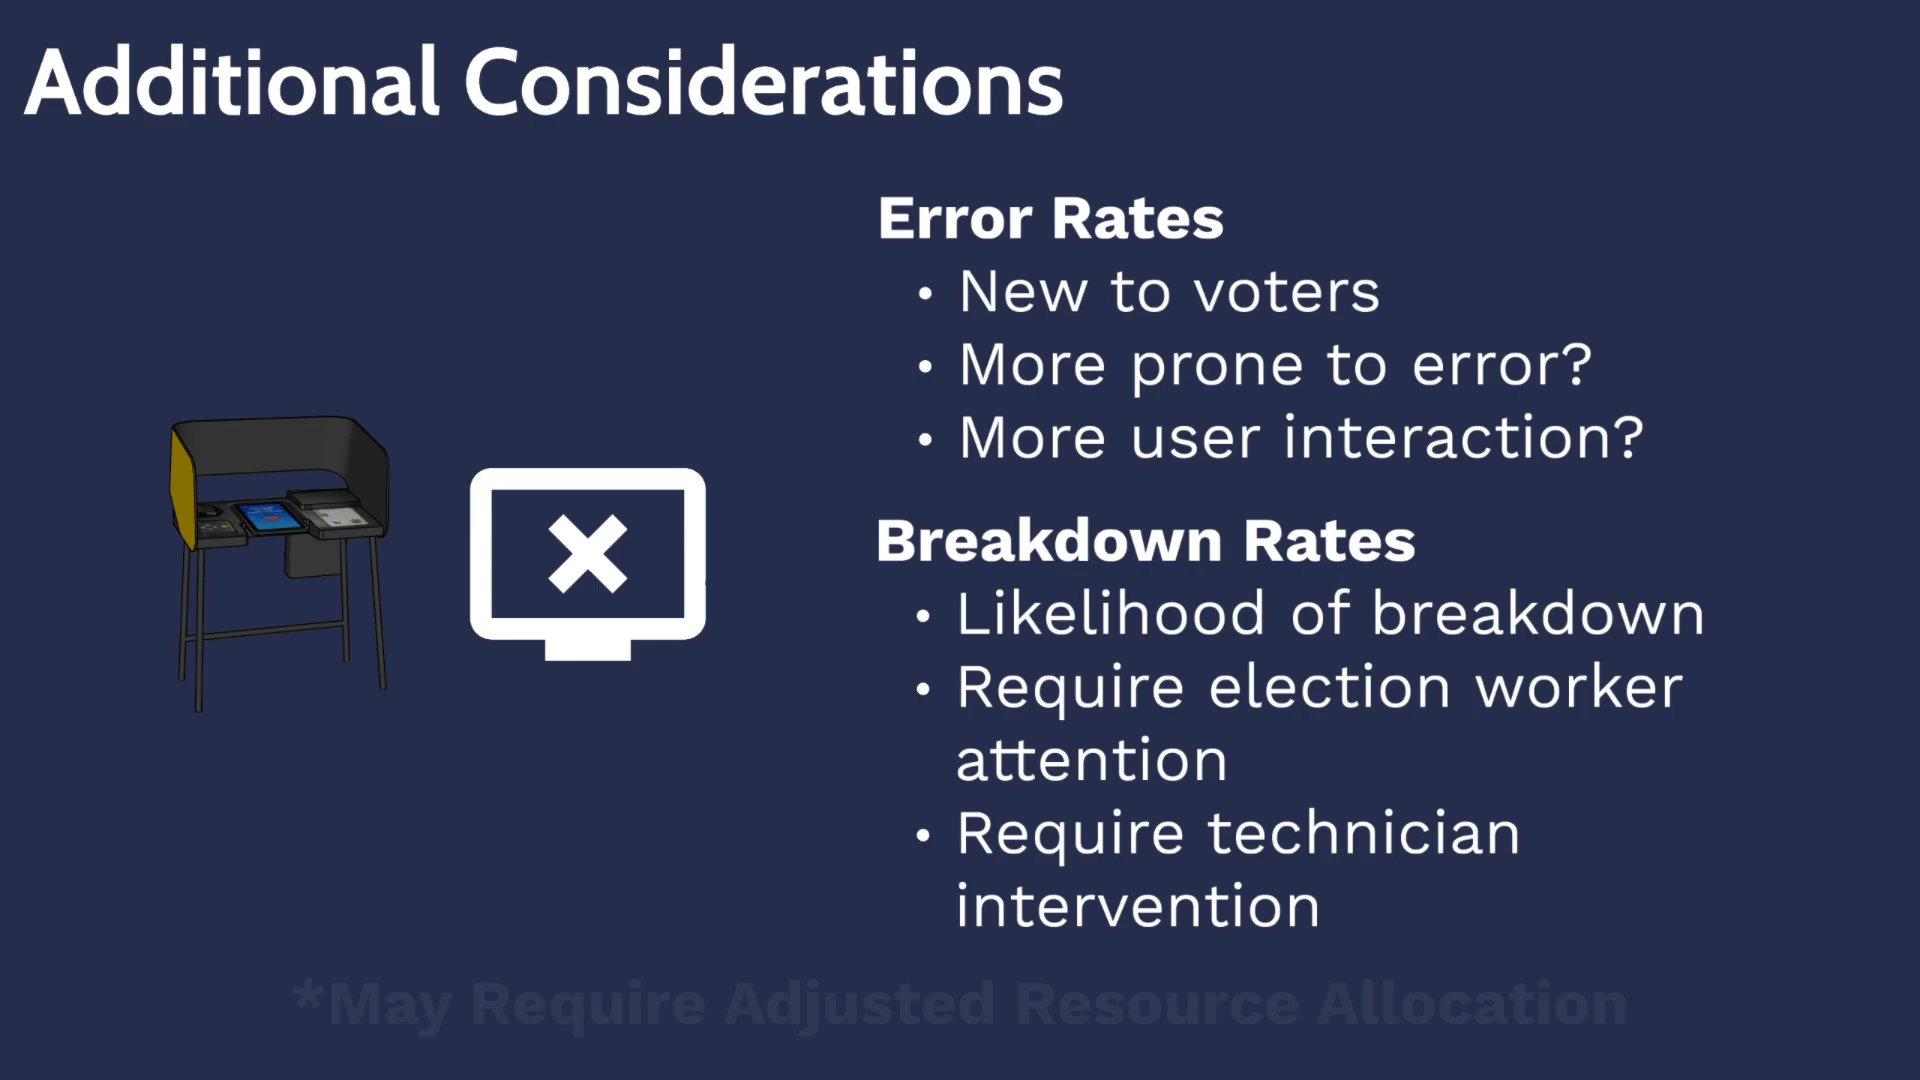 Additional Considerations
Error Rates
• New to voters
• More prone to error?
• More user interaction?
Breakdown Rates
• Likelihood of breakdown
• Require election worker
attention
• Require technician
intervention
*May Require Adjusted Resource Allocation